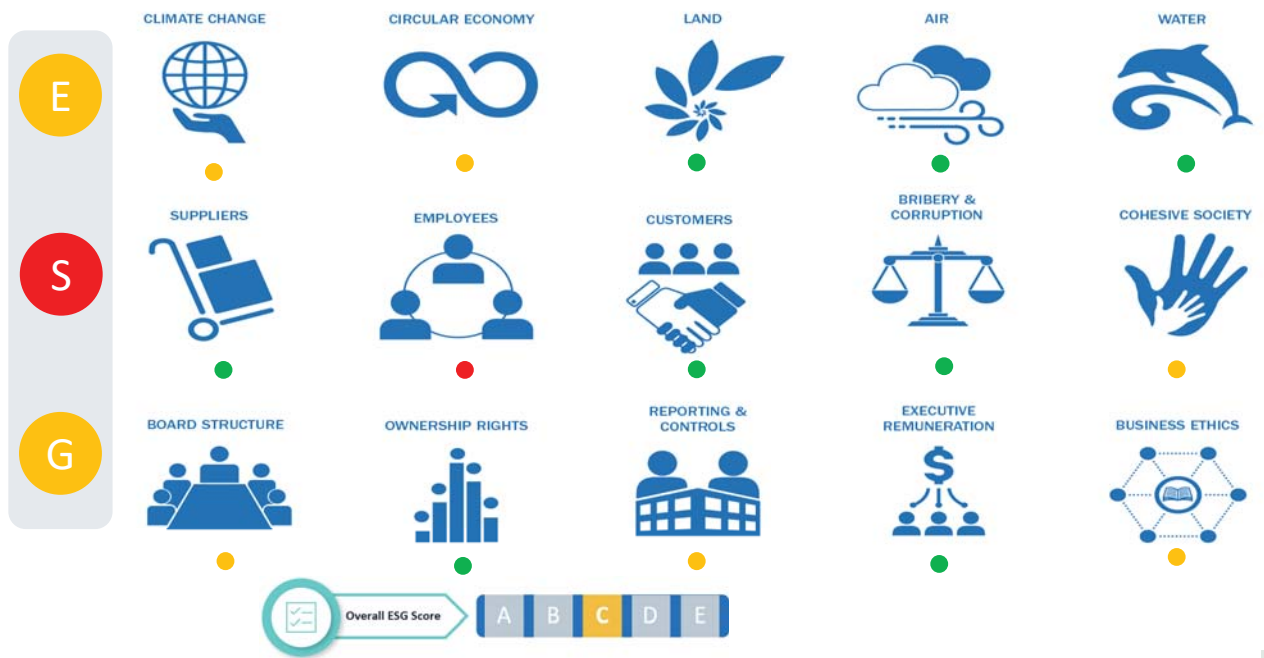 CLIMATE CHANGE
CIRCULAR ECONOMY
LAND
AIR
WATER
E
SUPPLIERS
EMPLOYEES
CUSTOMERS
BRIBERY &
CORRUPTION
COHESIVE SOCIETY
S
BOARD STRUCTURE
OWNERSHIP RIGHTS
REPORTING &
CONTROLS
EXECUTIVE
REMUNERATION
BUSINESS ETHICS
G
$
Overall ESG Score
A B C D E